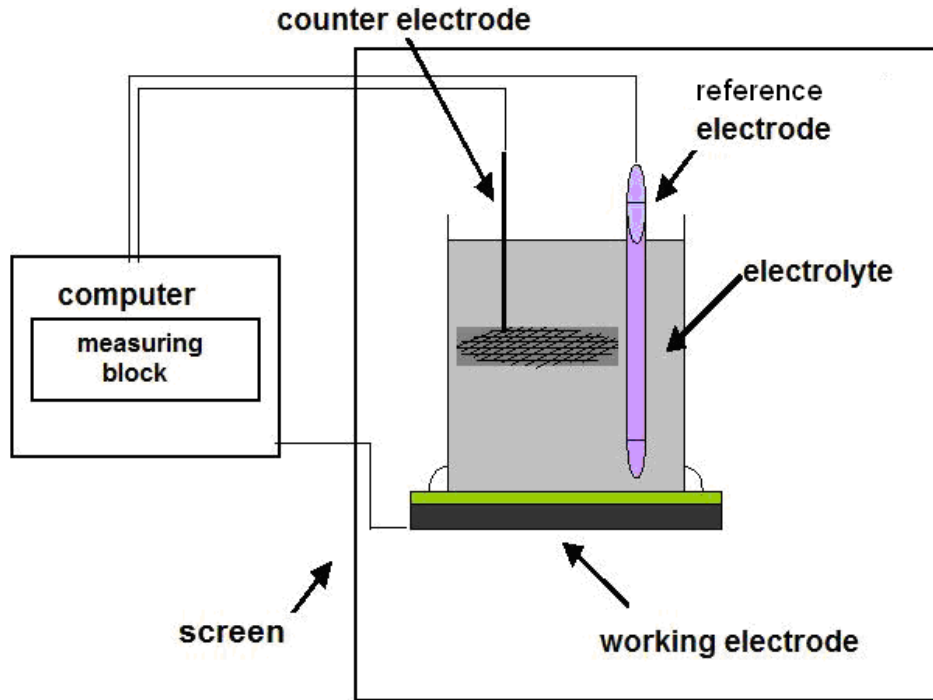 counter electrode
reference
electrode
electrolyte
computer
measuring
block
screen
working electrode